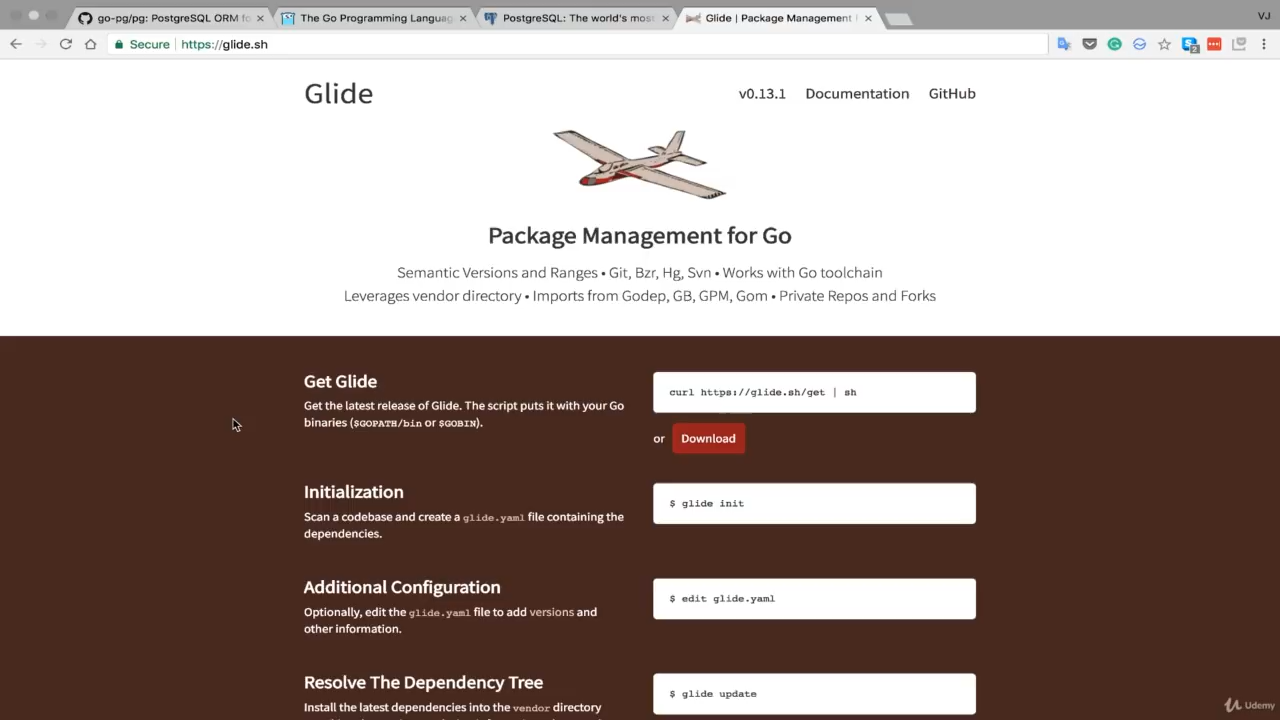 go-pg/pg: PostgreSQL ORM for
The Go Programming Languag
PostgreSQL: The world's most
Glide | Package Management
VJ
Secure | https://glide.sh
2
Glide
v0.13.1 Documentation GitHub
Package Management for Go
Semantic Versions and Ranges • Git, Bzr, Hg, Svn • Works with Go toolchain
Leverages vendor directory • Imports from Godep, GB, GPM, Gom • Private Repos and Forks
Get Glide
Get the latest release of Glide. The script puts it with your Go
binaries ($GOPATH/bin or $GOBIN).
curl https://glide.sh/get | sh
or Download
Initialization
Scan a codebase and create a glide.yaml file containing the
dependencies.
$ glide init
Additional Configuration
Optionally, edit the glide.yaml file to add versions and
other information.
$ edit glide.yaml
Resolve The Dependency Tree
Install the latest dependencies into the vendor directory
$ glide update
Udemy